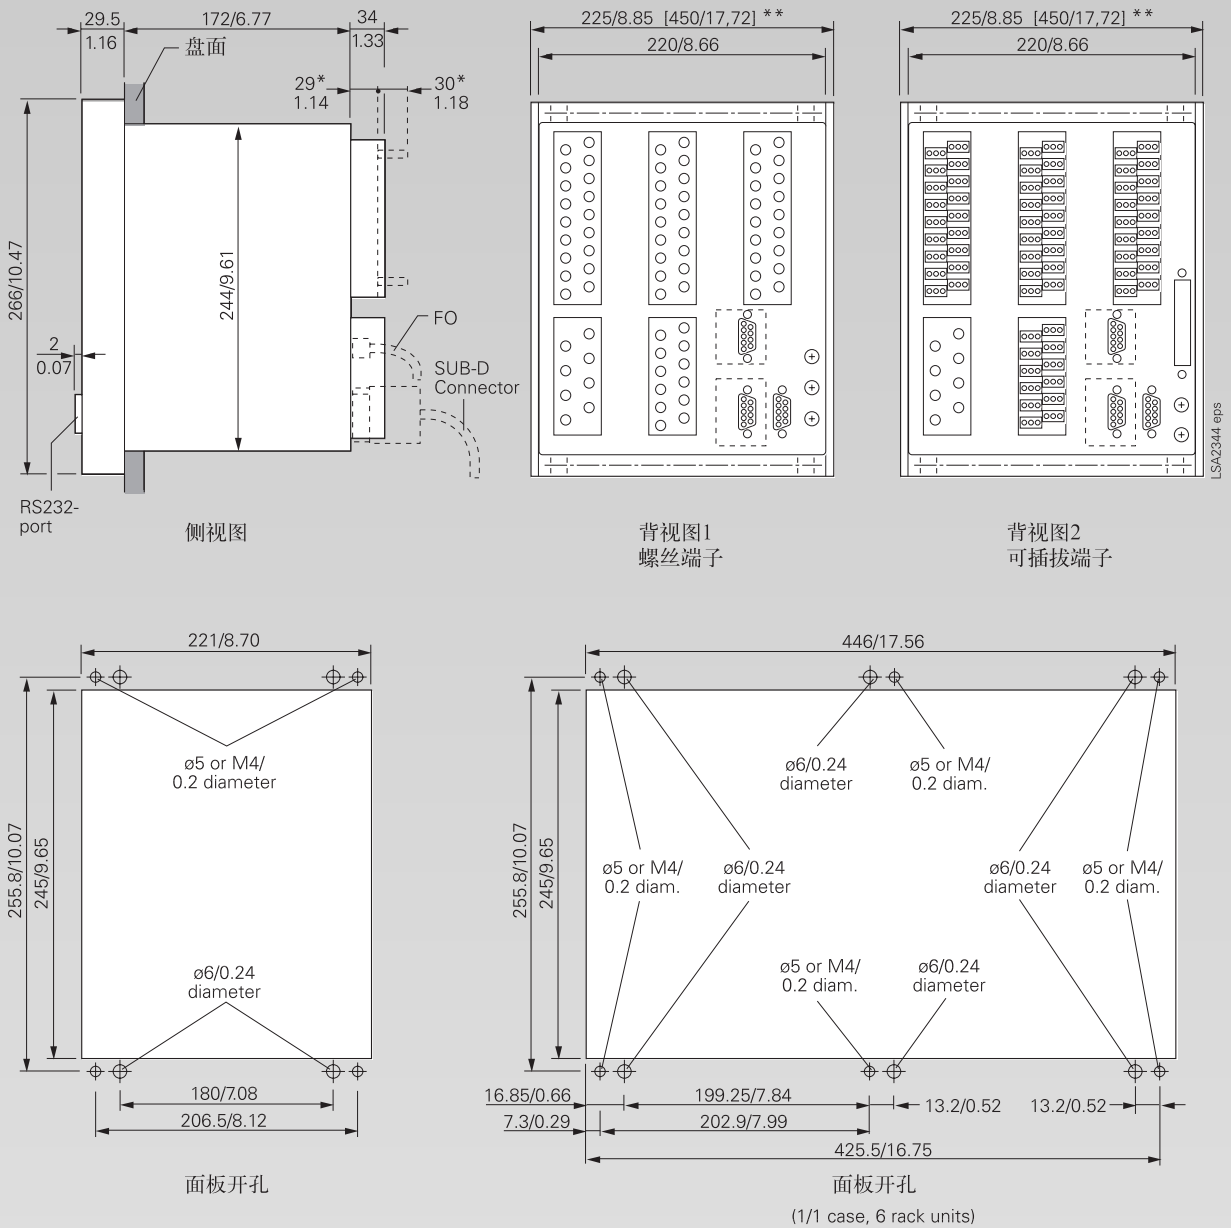 29.5
1.16
172/6.77
34
1.33
盘面
29*
1.14
30*
1.18
266/10.47
244/9.61
2
0.07
FO
SUB-D
Connector
RS232-
port
侧视图
225/8.85 [450/17,72] **
220/8.66
背视图1
螺丝端子
225/8.85 [450/17,72] **
220/8.66
LSA2344 eps
背视图2
可插拔端子
221/8.70
ø5 or M4/
0.2 diameter
255.8/10.07
245/9.65
ø6/0.24
diameter
180/7.08
206.5/8.12
面板开孔
446/17.56
ø6/0.24
diameter
ø5 or M4/
0.2 diam.
255.8/10.07
245/9.65
ø5 or M4/
0.2 diam.
ø6/0.24
diameter
ø6/0.24
diameter
ø5 or M4/
0.2 diam.
ø5 or M4/
0.2 diam.
ø6/0.24
diameter
16.85/0.66
199.25/7.84
13.2/0.52
13.2/0.52
7.3/0.29
202.9/7.99
425.5/16.75
面板开孔
(1/1 case, 6 rack units)